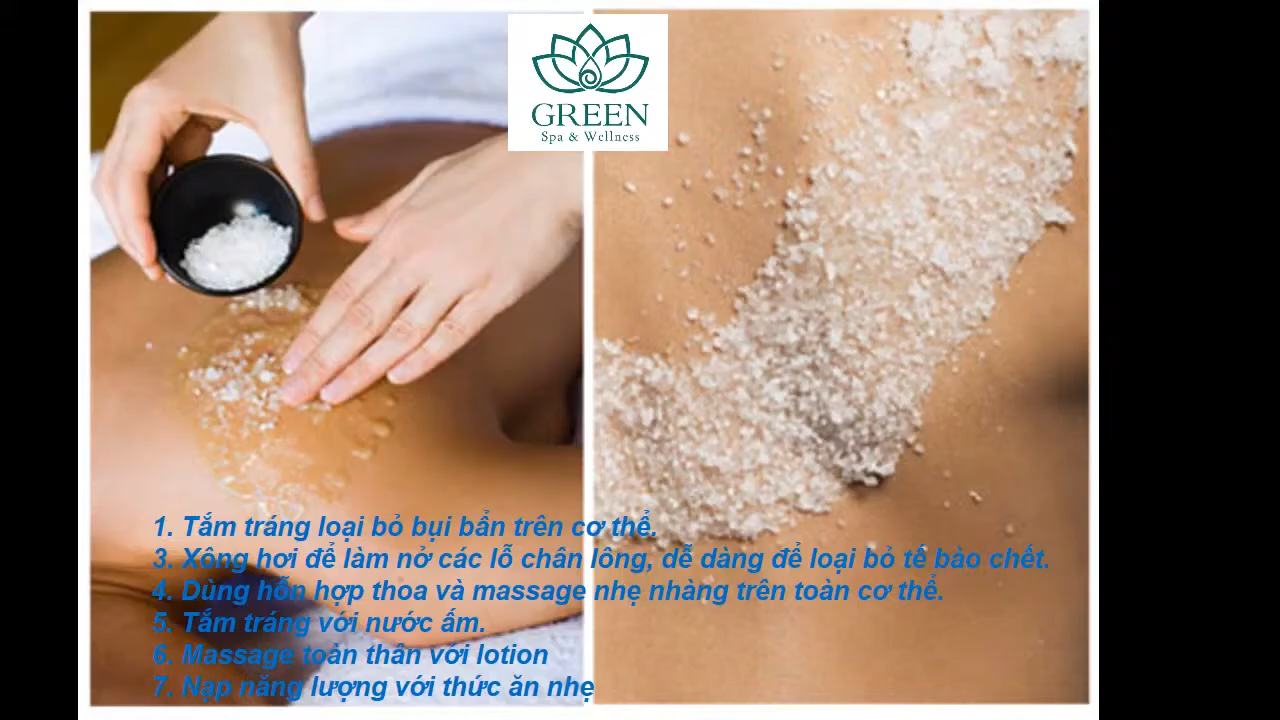 GREEN
Spa & Wellness
1. Tắm tráng loại bỏ bụi bẩn trên cơ thể.
3. Xông hơi để làm nở các lỗ chân lông, dễ dàng để loại bỏ tế bào chết.
4. Dùng hỗn hợp thoa và massage nhẹ nhàng trên toàn cơ thể.
5. Tắm tráng với nước ấm.
6. Massage toàn thân với lotion
7. Nạp năng lượng với thức ăn nhẹ